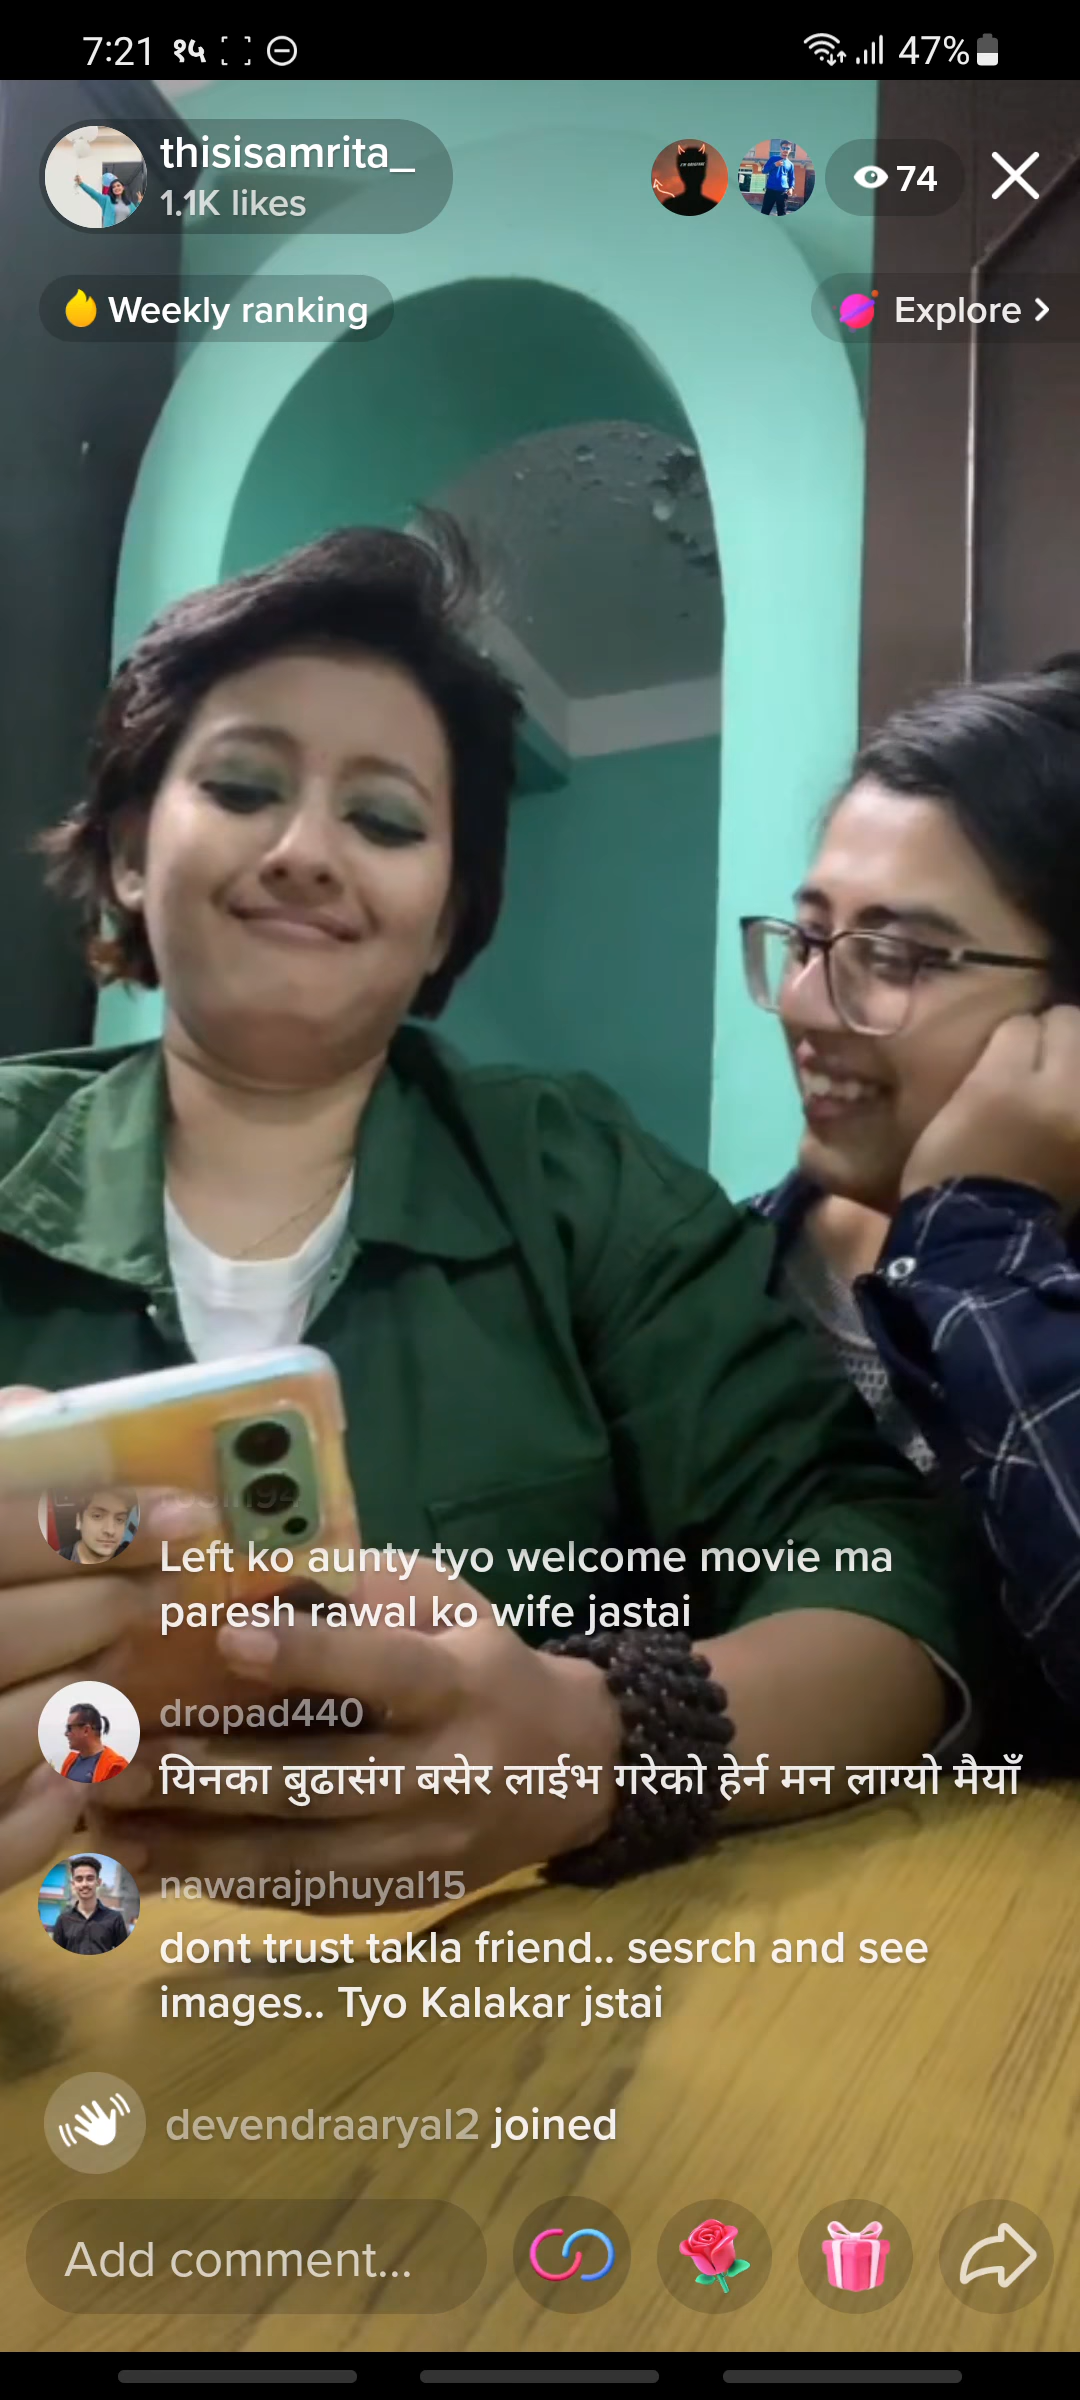 7:21 १५ 47%
thisisamrita_
1.1K likes
74
Weekly ranking
Explore
Left ko aunty tyo welcome movie ma
paresh rawal ko wife jastai
dropad440
यिनका बुढासंग बसेर लाईभ गरेको हेर्न मन लाग्यो मैयाँ
nawarajphuyal15
dont trust takla friend.. sesrch and see
images.. Tyo Kalakar jstai
devendraaryal2 joined
Add comment...